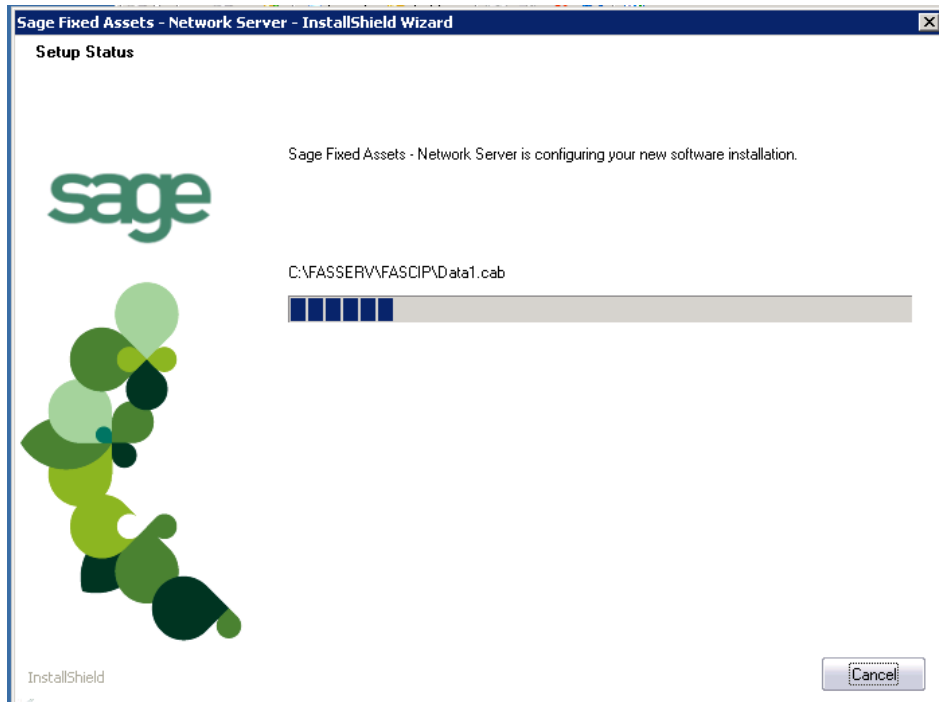 Sage Fixed Assets - Network Server - InstallShield Wizard
Setup Status
Sage Fixed Assets - Network Server is configuring your new software installation.
sage
C:\FASSERV\FASCIP\Data1.cab
InstallShield
Cancel